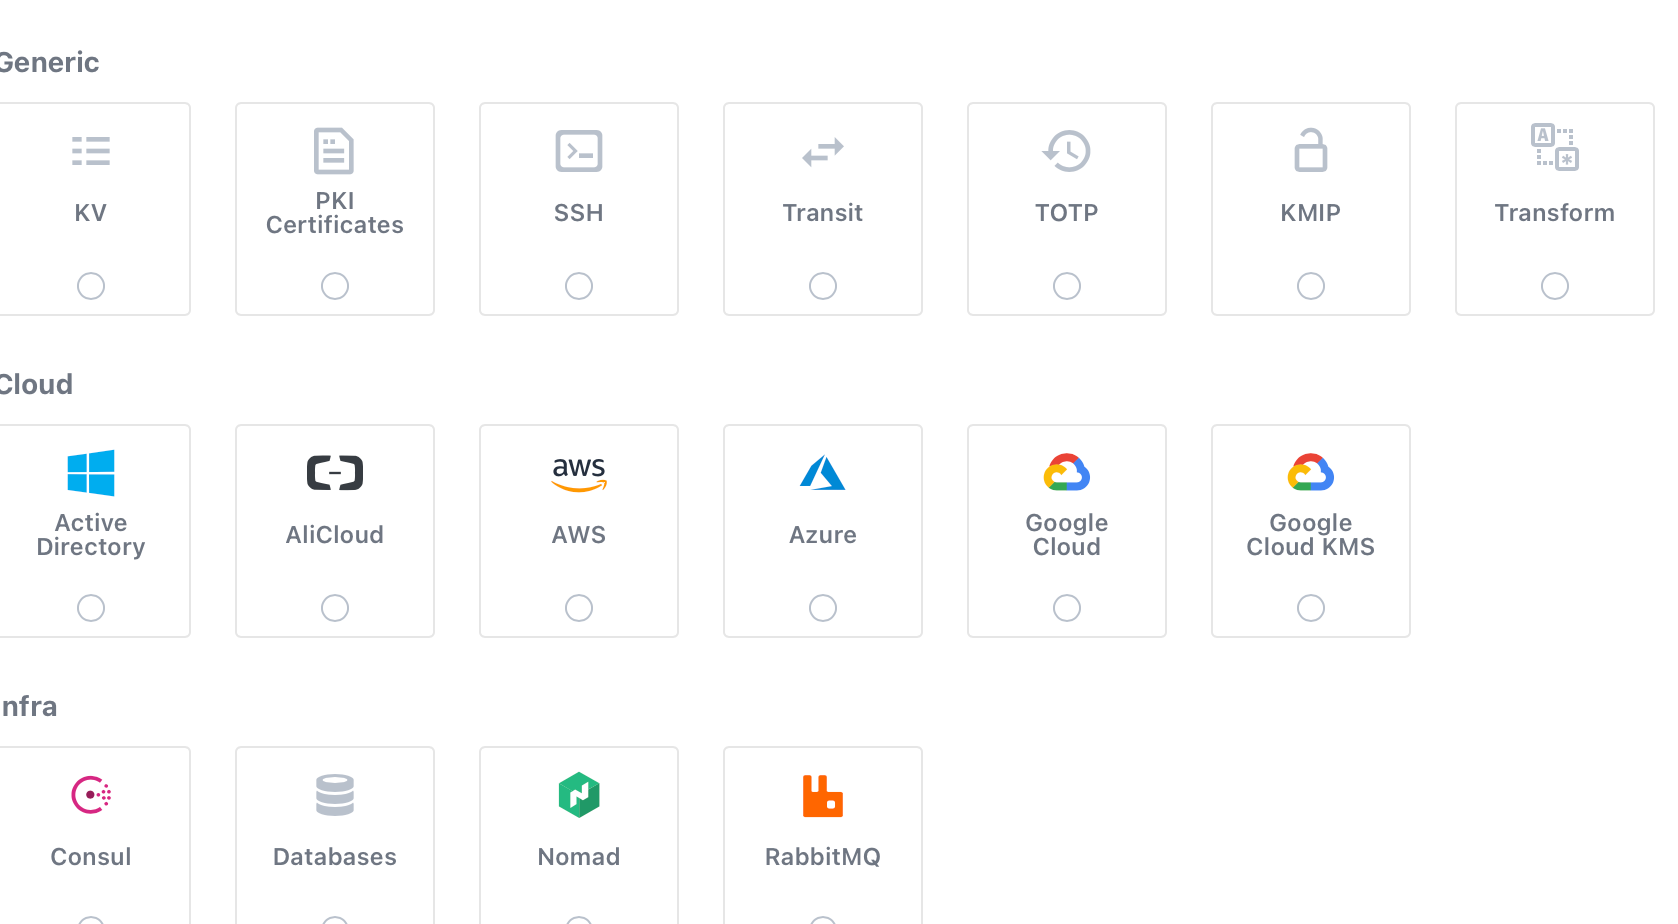 Generic
KV
PKI
Certificates
SSH
Transit
TOTP
KMIP
A
*
Transform
Cloud
Active
Directory
AliCloud
aws
AWS
Azure
Google
Cloud
Google
Cloud KMS
Infra
Consul
Databases
Nomad
RabbitMQ